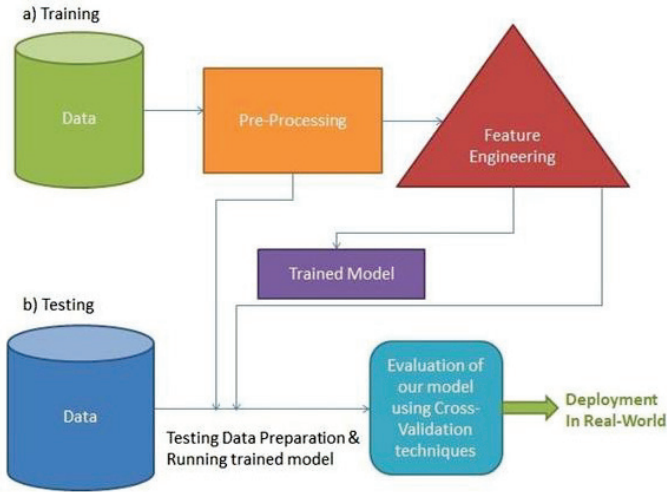 a) Training
Data
Pre-Processing
Feature
Engineering
Trained Model
b) Testing
Data
Testing Data Preparation &
Running trained model
Evaluation of
our model
using Cross-
Validation
techniques
Deployment
In Real-World